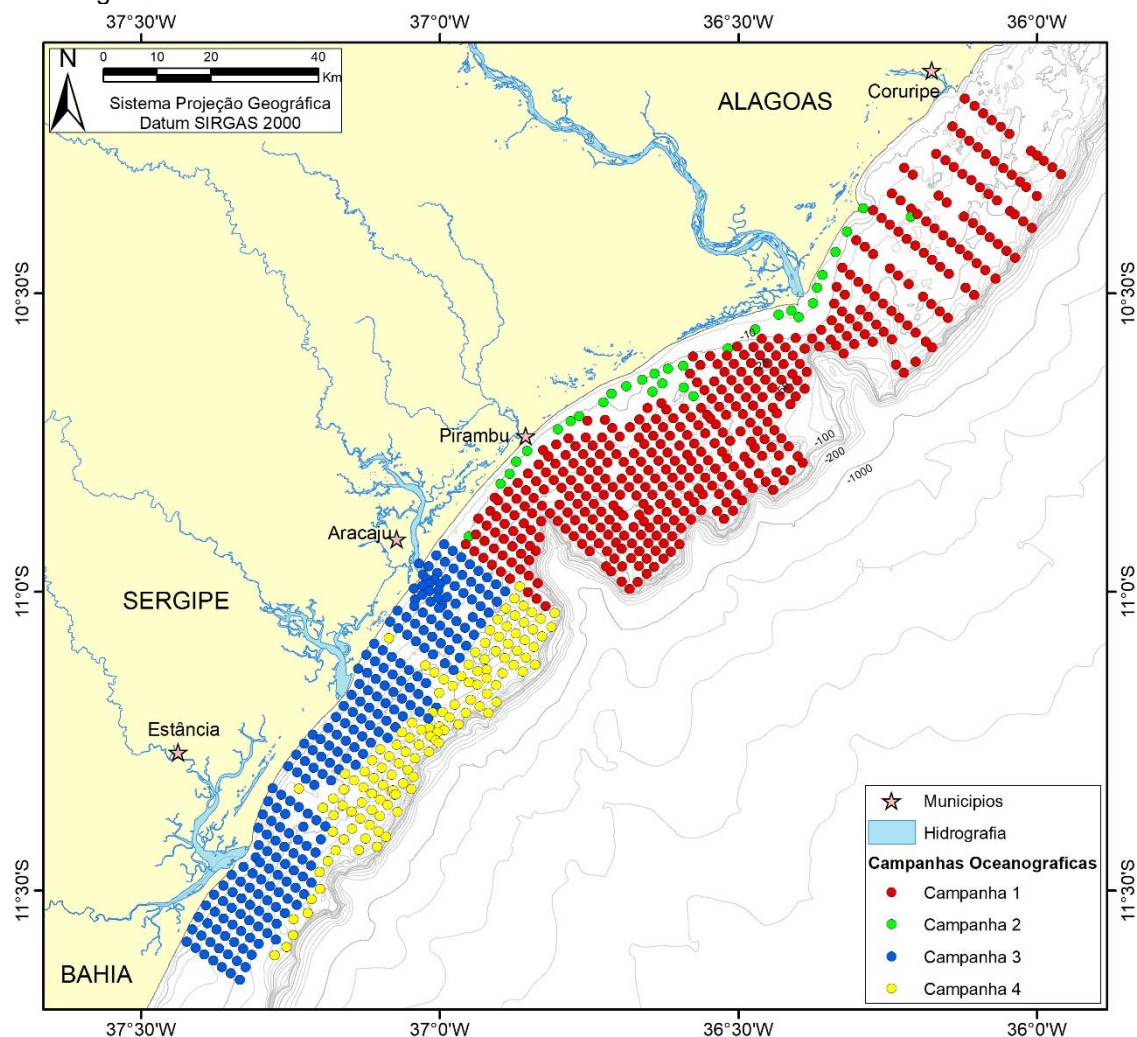 37°30'W 37°0'W 36°30'W 36°0'W
N
0 10 20 40
Km
Sistema Projeção Geográfica
Datum SIRGAS 2000
ALAGOAS
Coruripe
10°30'S 10°30'S
-10
Pirambu
-100
-200
-1000
Aracaju
11°0'S 11°0'S
SERGIPE
Estância
Municipios
Hidrografia
Campanhas Oceanograficas
Campanha 1
11°30'S 11°30'S
Campanha 2
Campanha 3
BAHIA
Campanha 4
37°30'W 37°0'W 36°30'W 36°0'W